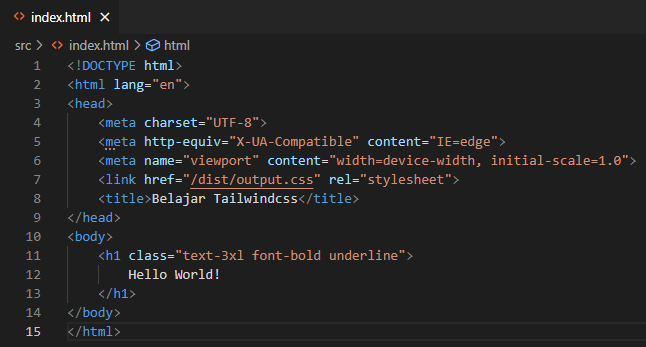 index.html
src > index.html > html
1 <!DOCTYPE html>
2 <html lang="en">
3 <head>
4     <meta charset="UTF-8">
5     <meta http-equiv="X-UA-Compatible" content="IE=edge">
6     <meta name="viewport" content="width=device-width, initial-scale=1.0">
7     <link href="/dist/output.css" rel="stylesheet">
8     <title>Belajar Tailwindcss</title>
9 </head>
10 <body>
11     <h1 class="text-3xl font-bold underline">
12         Hello World!
13     </h1>
14 </body>
15 </html>